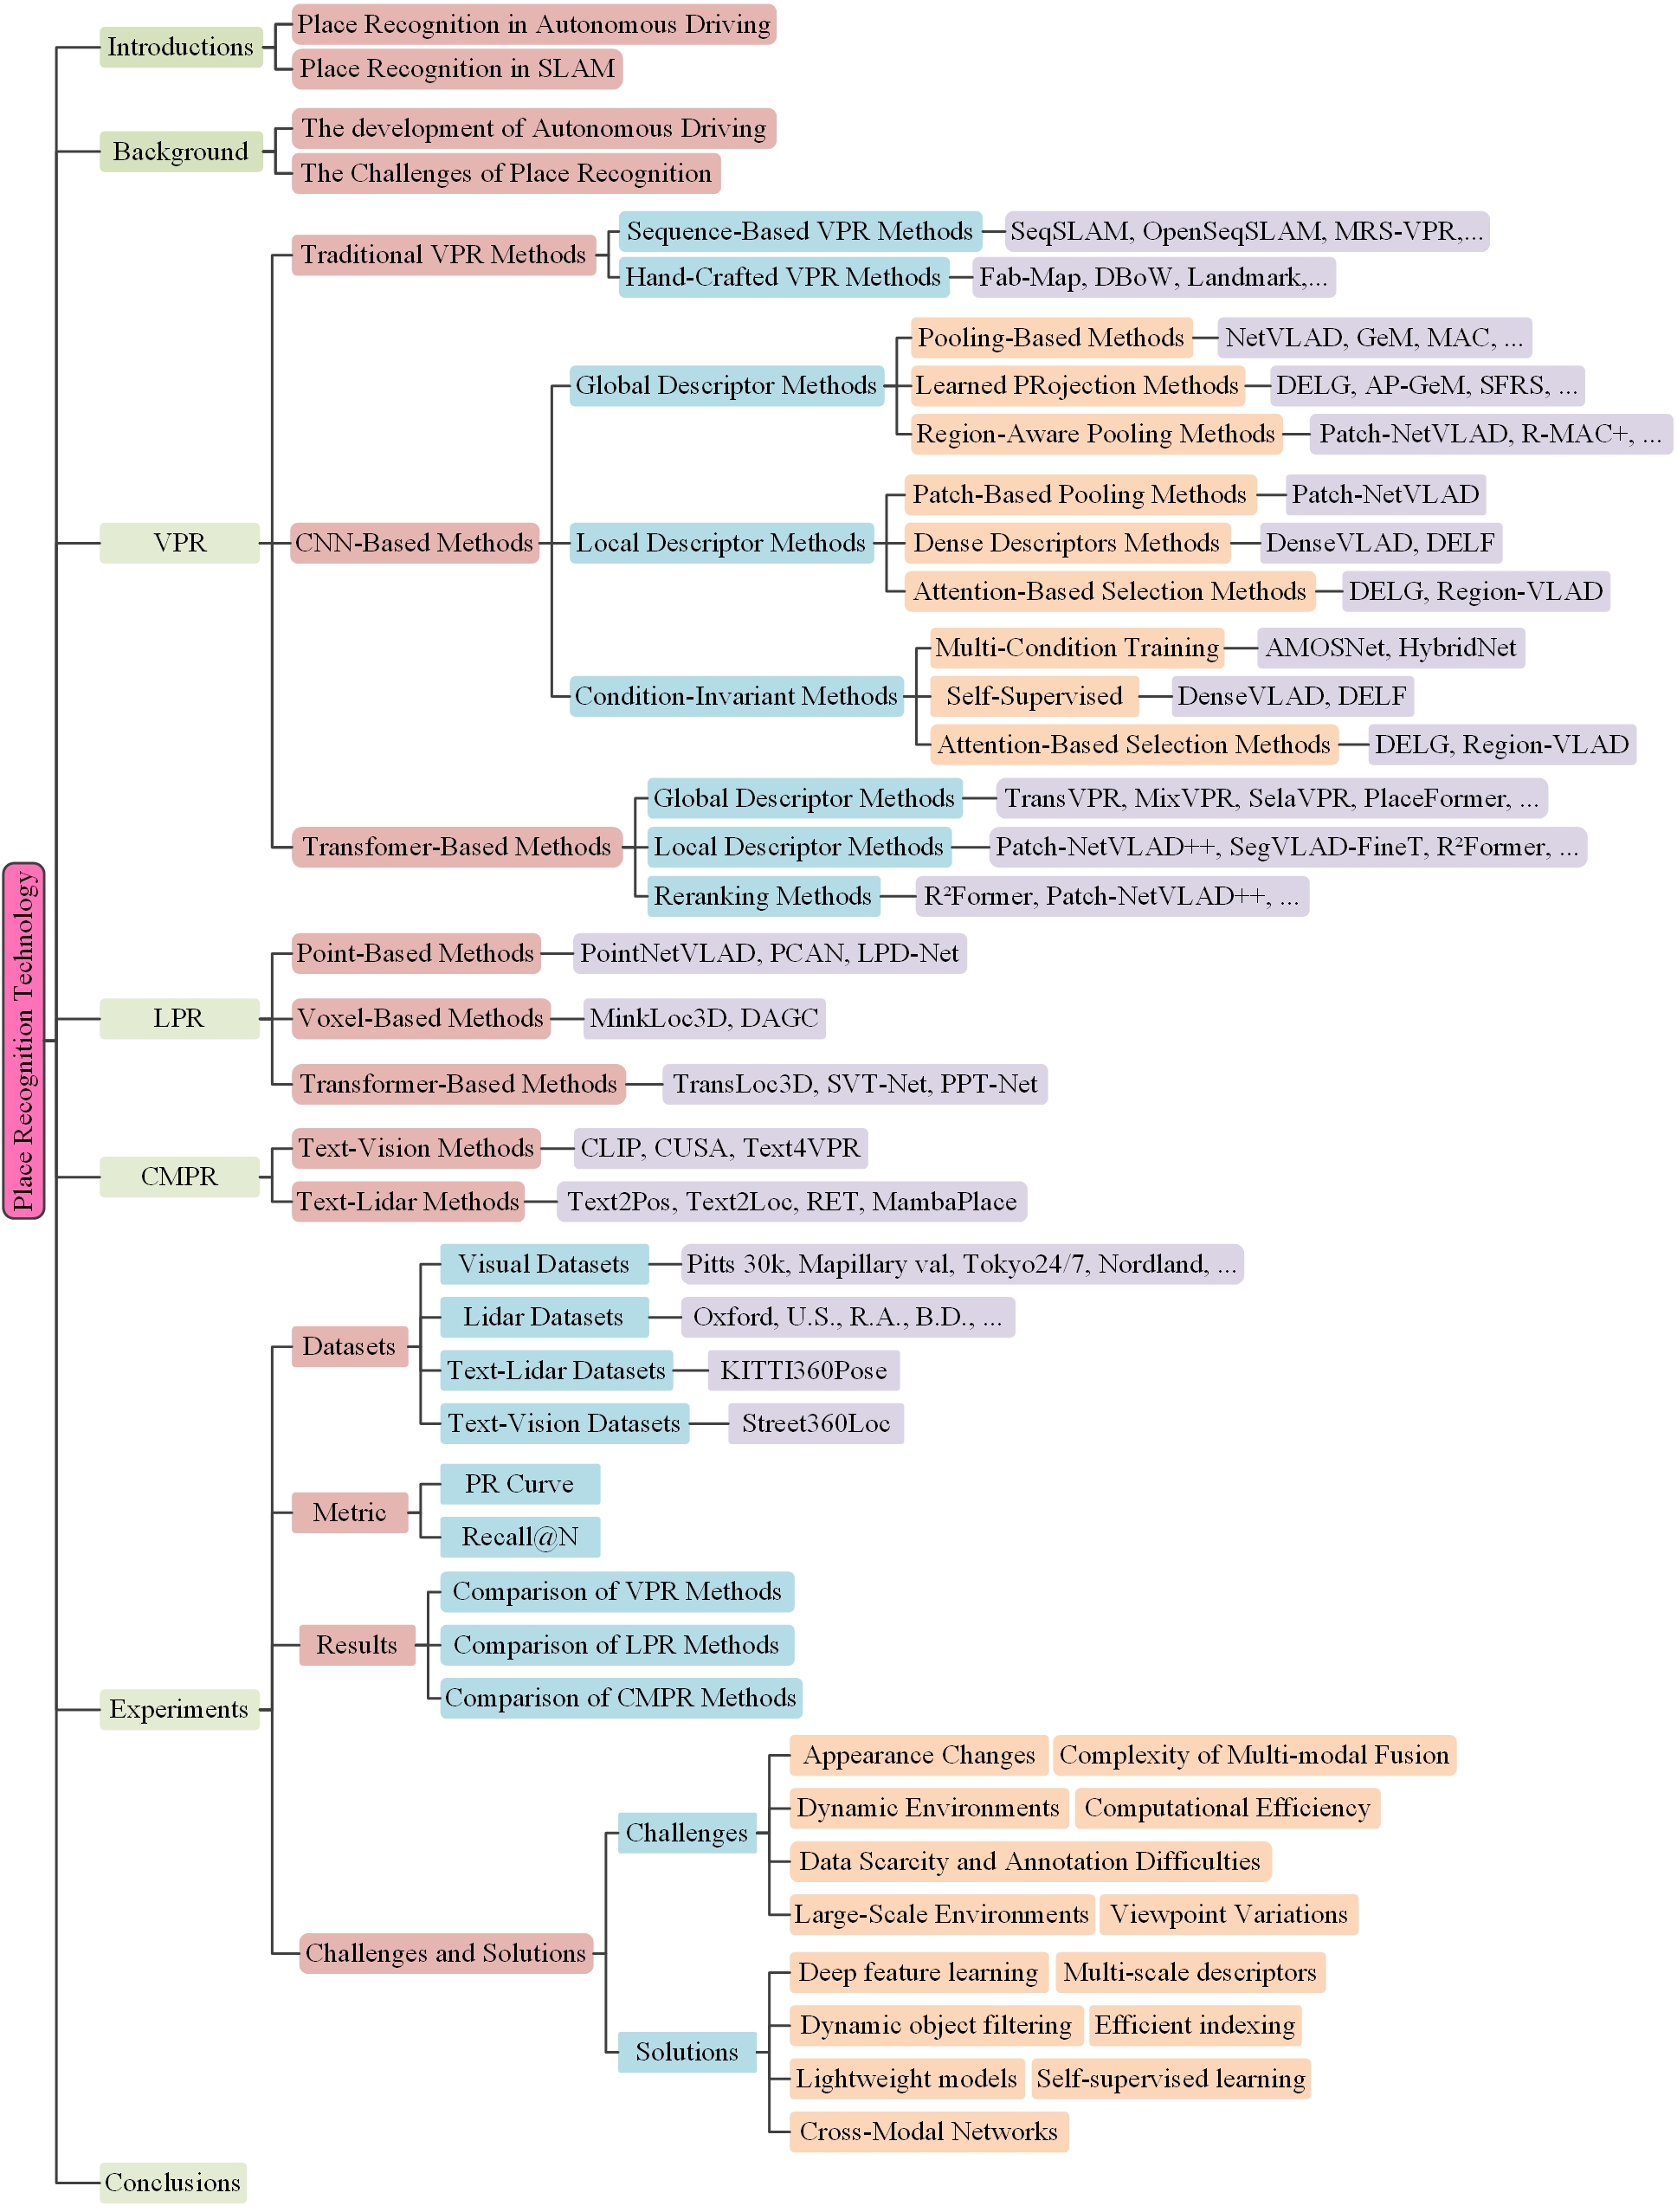 Place Recognition Technology
Introductions
Place Recognition in Autonomous Driving
Place Recognition in SLAM
Background
The development of Autonomous Driving
The Challenges of Place Recognition
VPR
Traditional VPR Methods
Sequence-Based VPR Methods
SeqSLAM, OpenSeqSLAM, MRS-VPR,...
Hand-Crafted VPR Methods
Fab-Map, DBoW, Landmark,...
CNN-Based Methods
Global Descriptor Methods
Pooling-Based Methods
NetVLAD, GeM, MAC, ...
Learned PRojection Methods
DELG, AP-GeM, SFRS, ...
Region-Aware Pooling Methods
Patch-NetVLAD, R-MAC+, ...
Local Descriptor Methods
Patch-Based Pooling Methods
Patch-NetVLAD
Dense Descriptors Methods
DenseVLAD, DELF
Attention-Based Selection Methods
DELG, Region-VLAD
Condition-Invariant Methods
Multi-Condition Training
AMOSNet, HybridNet
Self-Supervised
DenseVLAD, DELF
Attention-Based Selection Methods
DELG, Region-VLAD
Transfomer-Based Methods
Global Descriptor Methods
TransVPR, MixVPR, SelaVPR, PlaceFormer, ...
Local Descriptor Methods
Patch-NetVLAD++, SegVLAD-FineT, R²Former, ...
Reranking Methods
R²Former, Patch-NetVLAD++, ...
LPR
Point-Based Methods
PointNetVLAD, PCAN, LPD-Net
Voxel-Based Methods
MinkLoc3D, DAGC
Transformer-Based Methods
TransLoc3D, SVT-Net, PPT-Net
CMPR
Text-Vision Methods
CLIP, CUSA, Text4VPR
Text-Lidar Methods
Text2Pos, Text2Loc, RET, MambaPlace
Experiments
Datasets
Visual Datasets
Pitts 30k, Mapillary val, Tokyo24/7, Nordland, ...
Lidar Datasets
Oxford, U.S., R.A., B.D., ...
Text-Lidar Datasets
KITTI360Pose
Text-Vision Datasets
Street360Loc
Metric
PR Curve
Recall@N
Results
Comparison of VPR Methods
Comparison of LPR Methods
Comparison of CMPR Methods
Challenges and Solutions
Challenges
Appearance Changes
Complexity of Multi-modal Fusion
Dynamic Environments
Computational Efficiency
Data Scarcity and Annotation Difficulties
Large-Scale Environments
Viewpoint Variations
Solutions
Deep feature learning
Multi-scale descriptors
Dynamic object filtering
Efficient indexing
Lightweight models
Self-supervised learning
Cross-Modal Networks
Conclusions